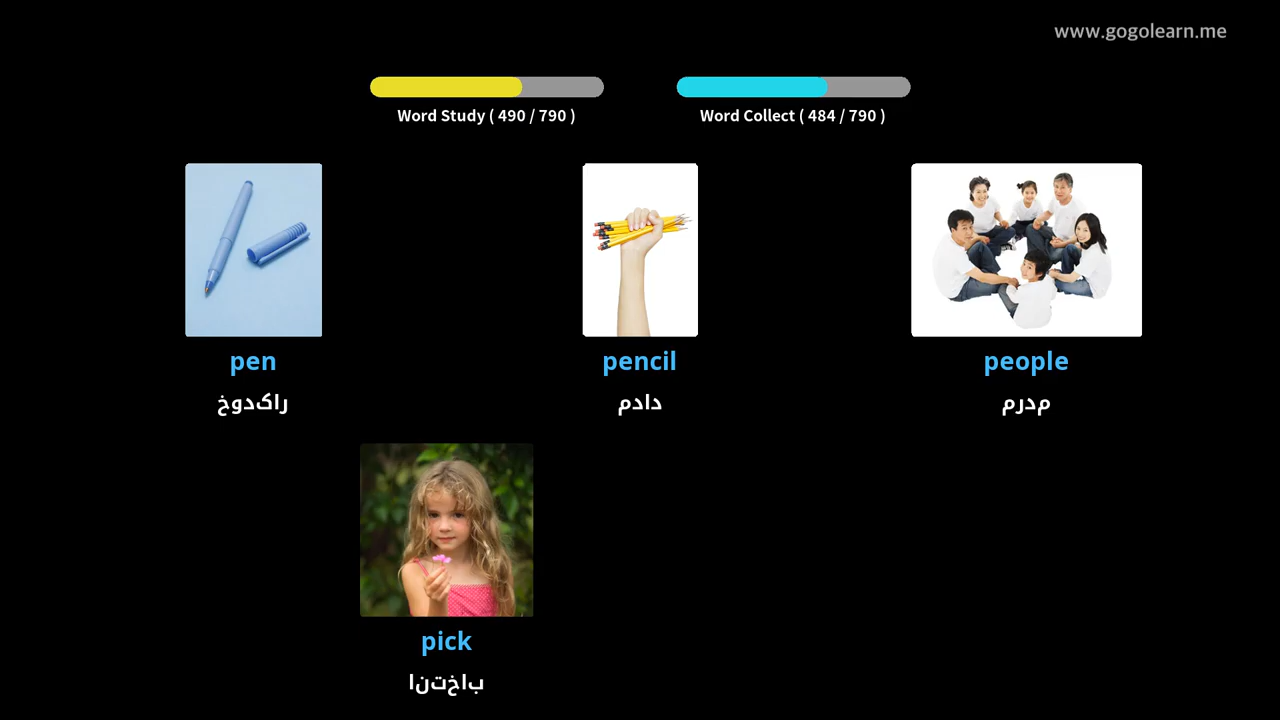 www.gogolearn.me
Word Study ( 490 / 790 )
Word Collect ( 484 / 790 )
pen
pencil
people
راکدوخ
دادم
مدرم
pick
باختنا